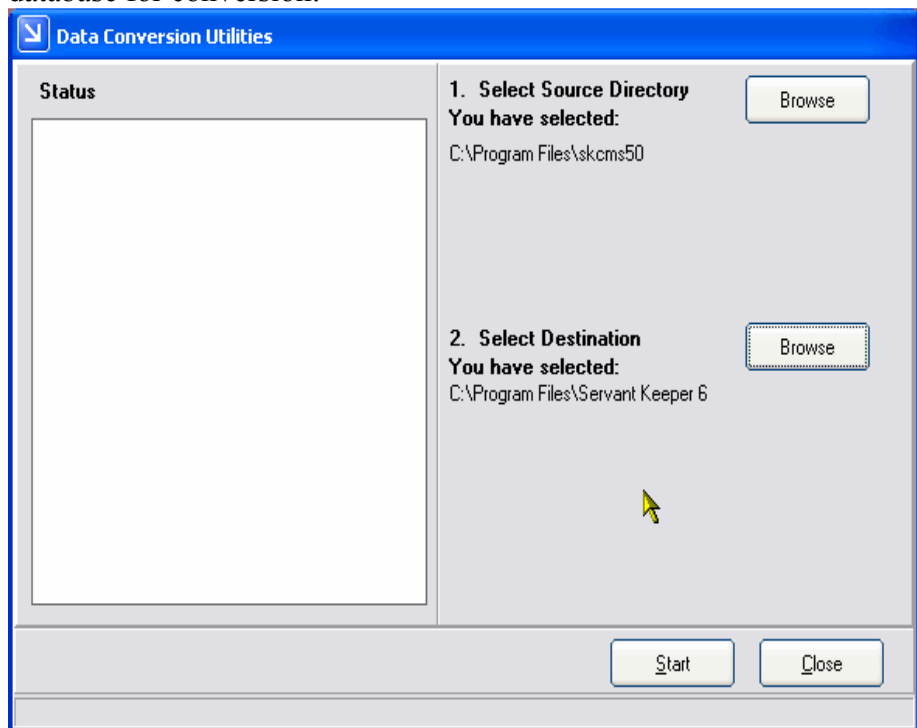 database for conversion.
Data Conversion Utilities
Status
1. Select Source Directory
Browse
You have selected:
C:\Program Files\skcms50
2. Select Destination
Browse
You have selected:
C:\Program Files\Servant Keeper 6
Start
Close